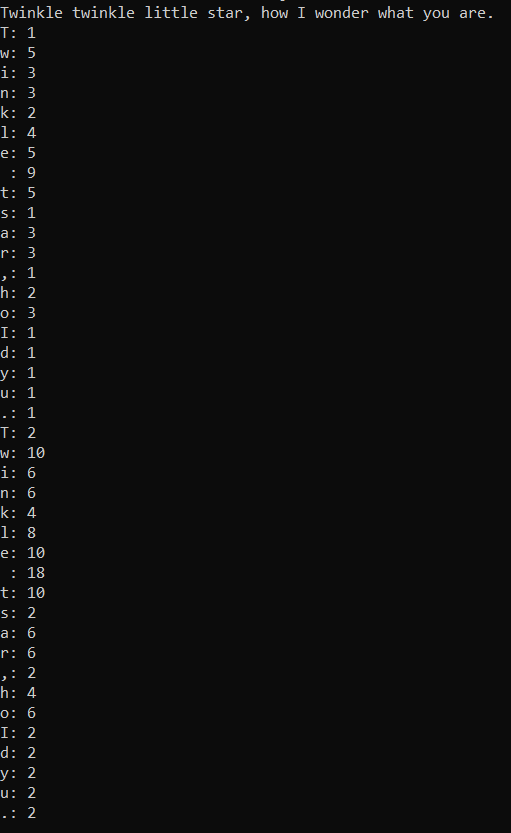 Twinkle twinkle little star, how I wonder what you are.
T: 1
w: 5
i: 3
n: 3
k: 2
l: 4
e: 5
 : 9
t: 5
s: 1
a: 3
r: 3
,: 1
h: 2
o: 3
I: 1
d: 1
y: 1
u: 1
.: 1
T: 2
w: 10
i: 6
n: 6
k: 4
l: 8
e: 10
 : 18
t: 10
s: 2
a: 6
r: 6
,: 2
h: 4
o: 6
I: 2
d: 2
y: 2
u: 2
.: 2